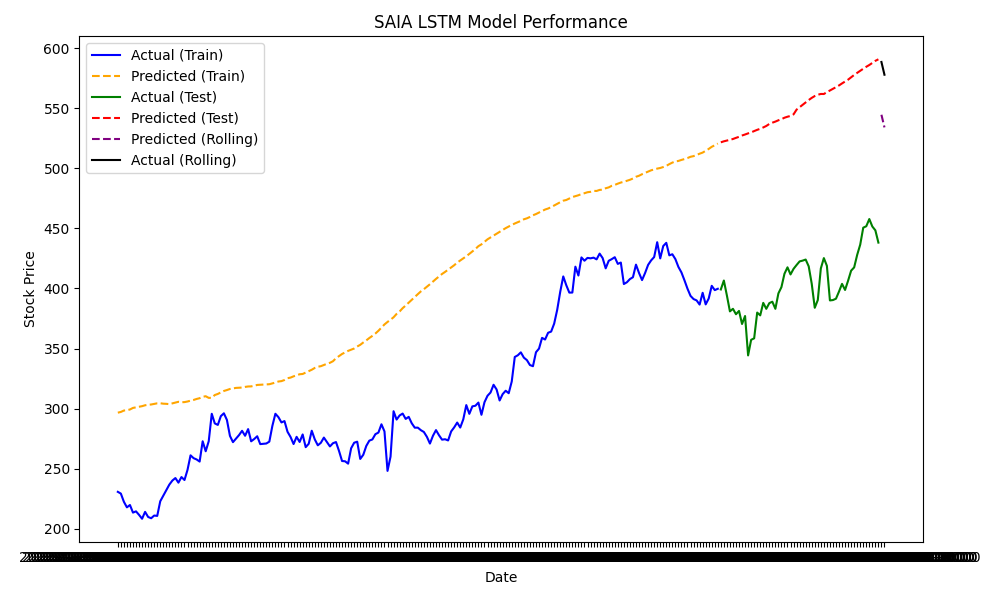 SAIA LSTM Model Performance
Actual (Train)
Predicted (Train)
Actual (Test)
Predicted (Test)
Predicted (Rolling)
Actual (Rolling)
600
550
500
450
400
350
300
250
200
Stock Price
Date